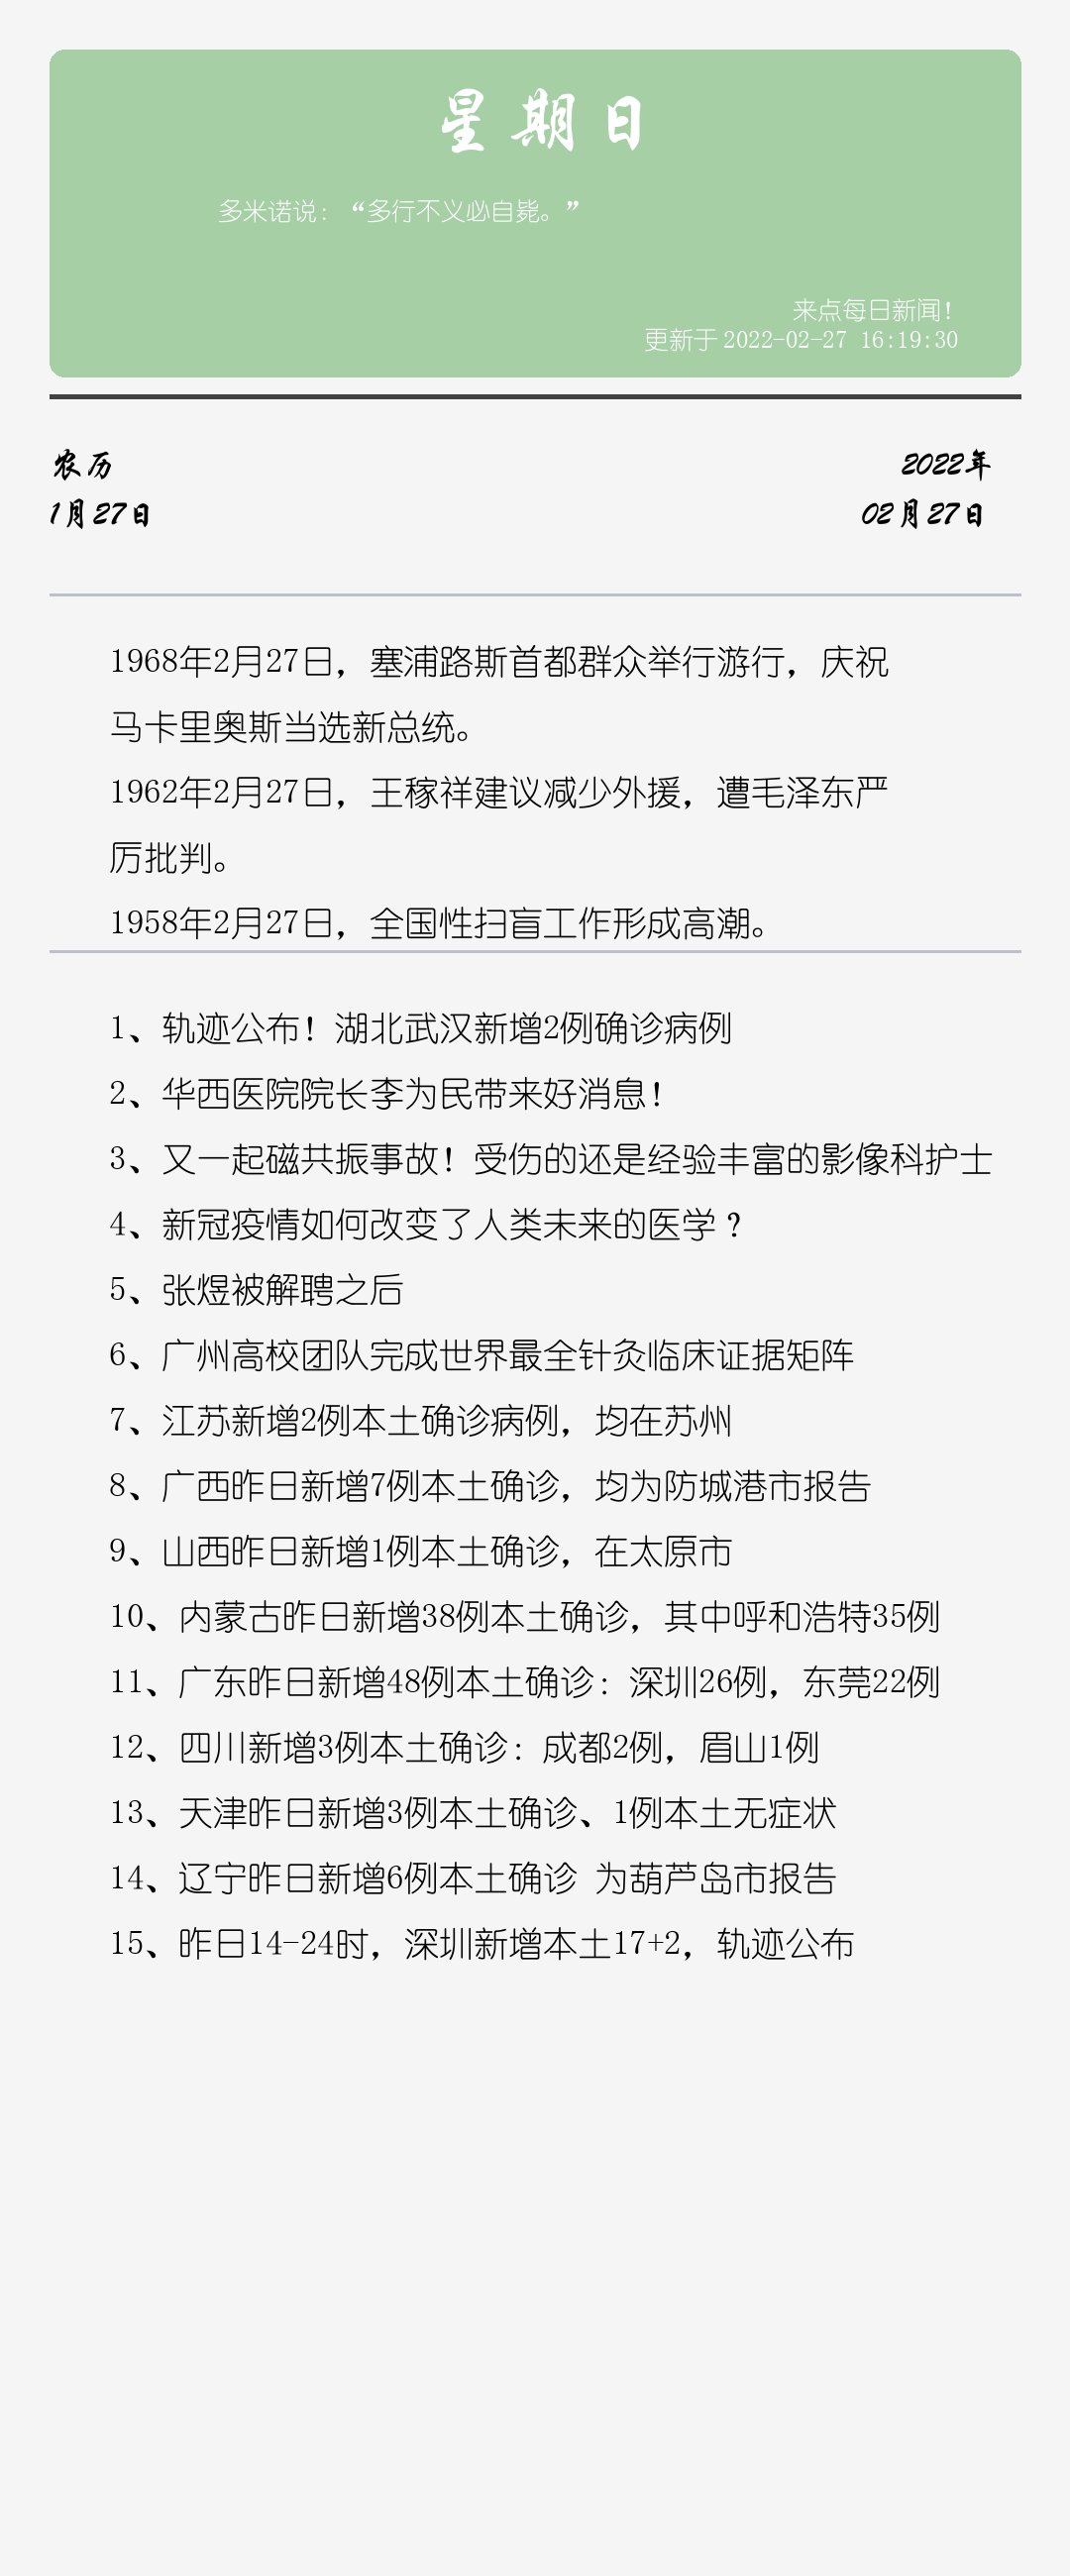 星期日
多米诺说：“多行不义必自毙。”
来点每日新闻！
更新于 2022-02-27 16:19:30
农历
2022年
1月27日
02月27日
1968年2月27日，塞浦路斯首都群众举行游行，庆祝
马卡里奥斯当选新总统。
1962年2月27日，王稼祥建议减少外援，遭毛泽东严
厉批判。
1958年2月27日，全国性扫盲工作形成高潮。
1、轨迹公布！湖北武汉新增2例确诊病例
2、华西医院院长李为民带来好消息！
3、又一起磁共振事故！受伤的还是经验丰富的影像科护士
4、新冠疫情如何改变了人类未来的医学？
5、张煜被解聘之后
6、广州高校团队完成世界最全针灸临床证据矩阵
7、江苏新增2例本土确诊病例，均在苏州
8、广西昨日新增7例本土确诊，均为防城港市报告
9、山西昨日新增1例本土确诊，在太原市
10、内蒙古昨日新增38例本土确诊，其中呼和浩特35例
11、广东昨日新增48例本土确诊：深圳26例，东莞22例
12、四川新增3例本土确诊：成都2例，眉山1例
13、天津昨日新增3例本土确诊、1例本土无症状
14、辽宁昨日新增6例本土确诊 为葫芦岛市报告
15、昨日14-24时，深圳新增本土17+2，轨迹公布